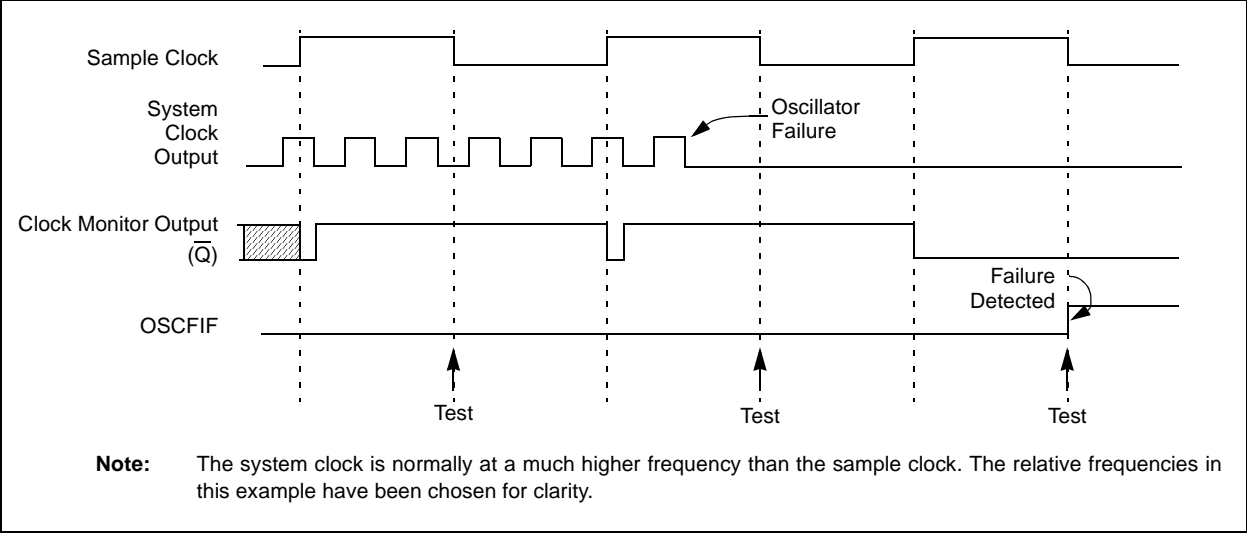 Sample Clock
System
Clock
Output
Oscillator
Failure
Clock Monitor Output
(Q̅)
Failure
Detected
OSCFIF
Test
Test
Test
Note: The system clock is normally at a much higher frequency than the sample clock. The relative frequencies in
this example have been chosen for clarity.